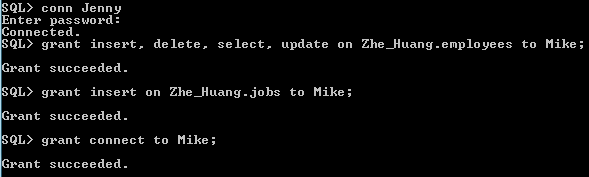 SQL> conn Jenny
Enter password:
Connected.
SQL> grant insert, delete, select, update on Zhe_Huang.employees to Mike;
Grant succeeded.
SQL> grant insert on Zhe_Huang.jobs to Mike;
Grant succeeded.
SQL> grant connect to Mike;
Grant succeeded.